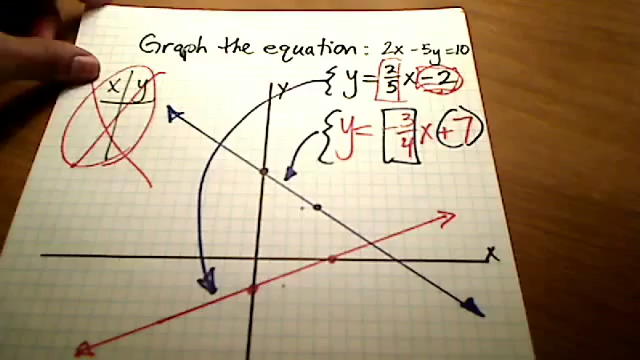 Graph the equation: 2x - 5y = 10
x y
{ y = 2/5 x - 2
{ y = - 3/4 x + 7
y
x